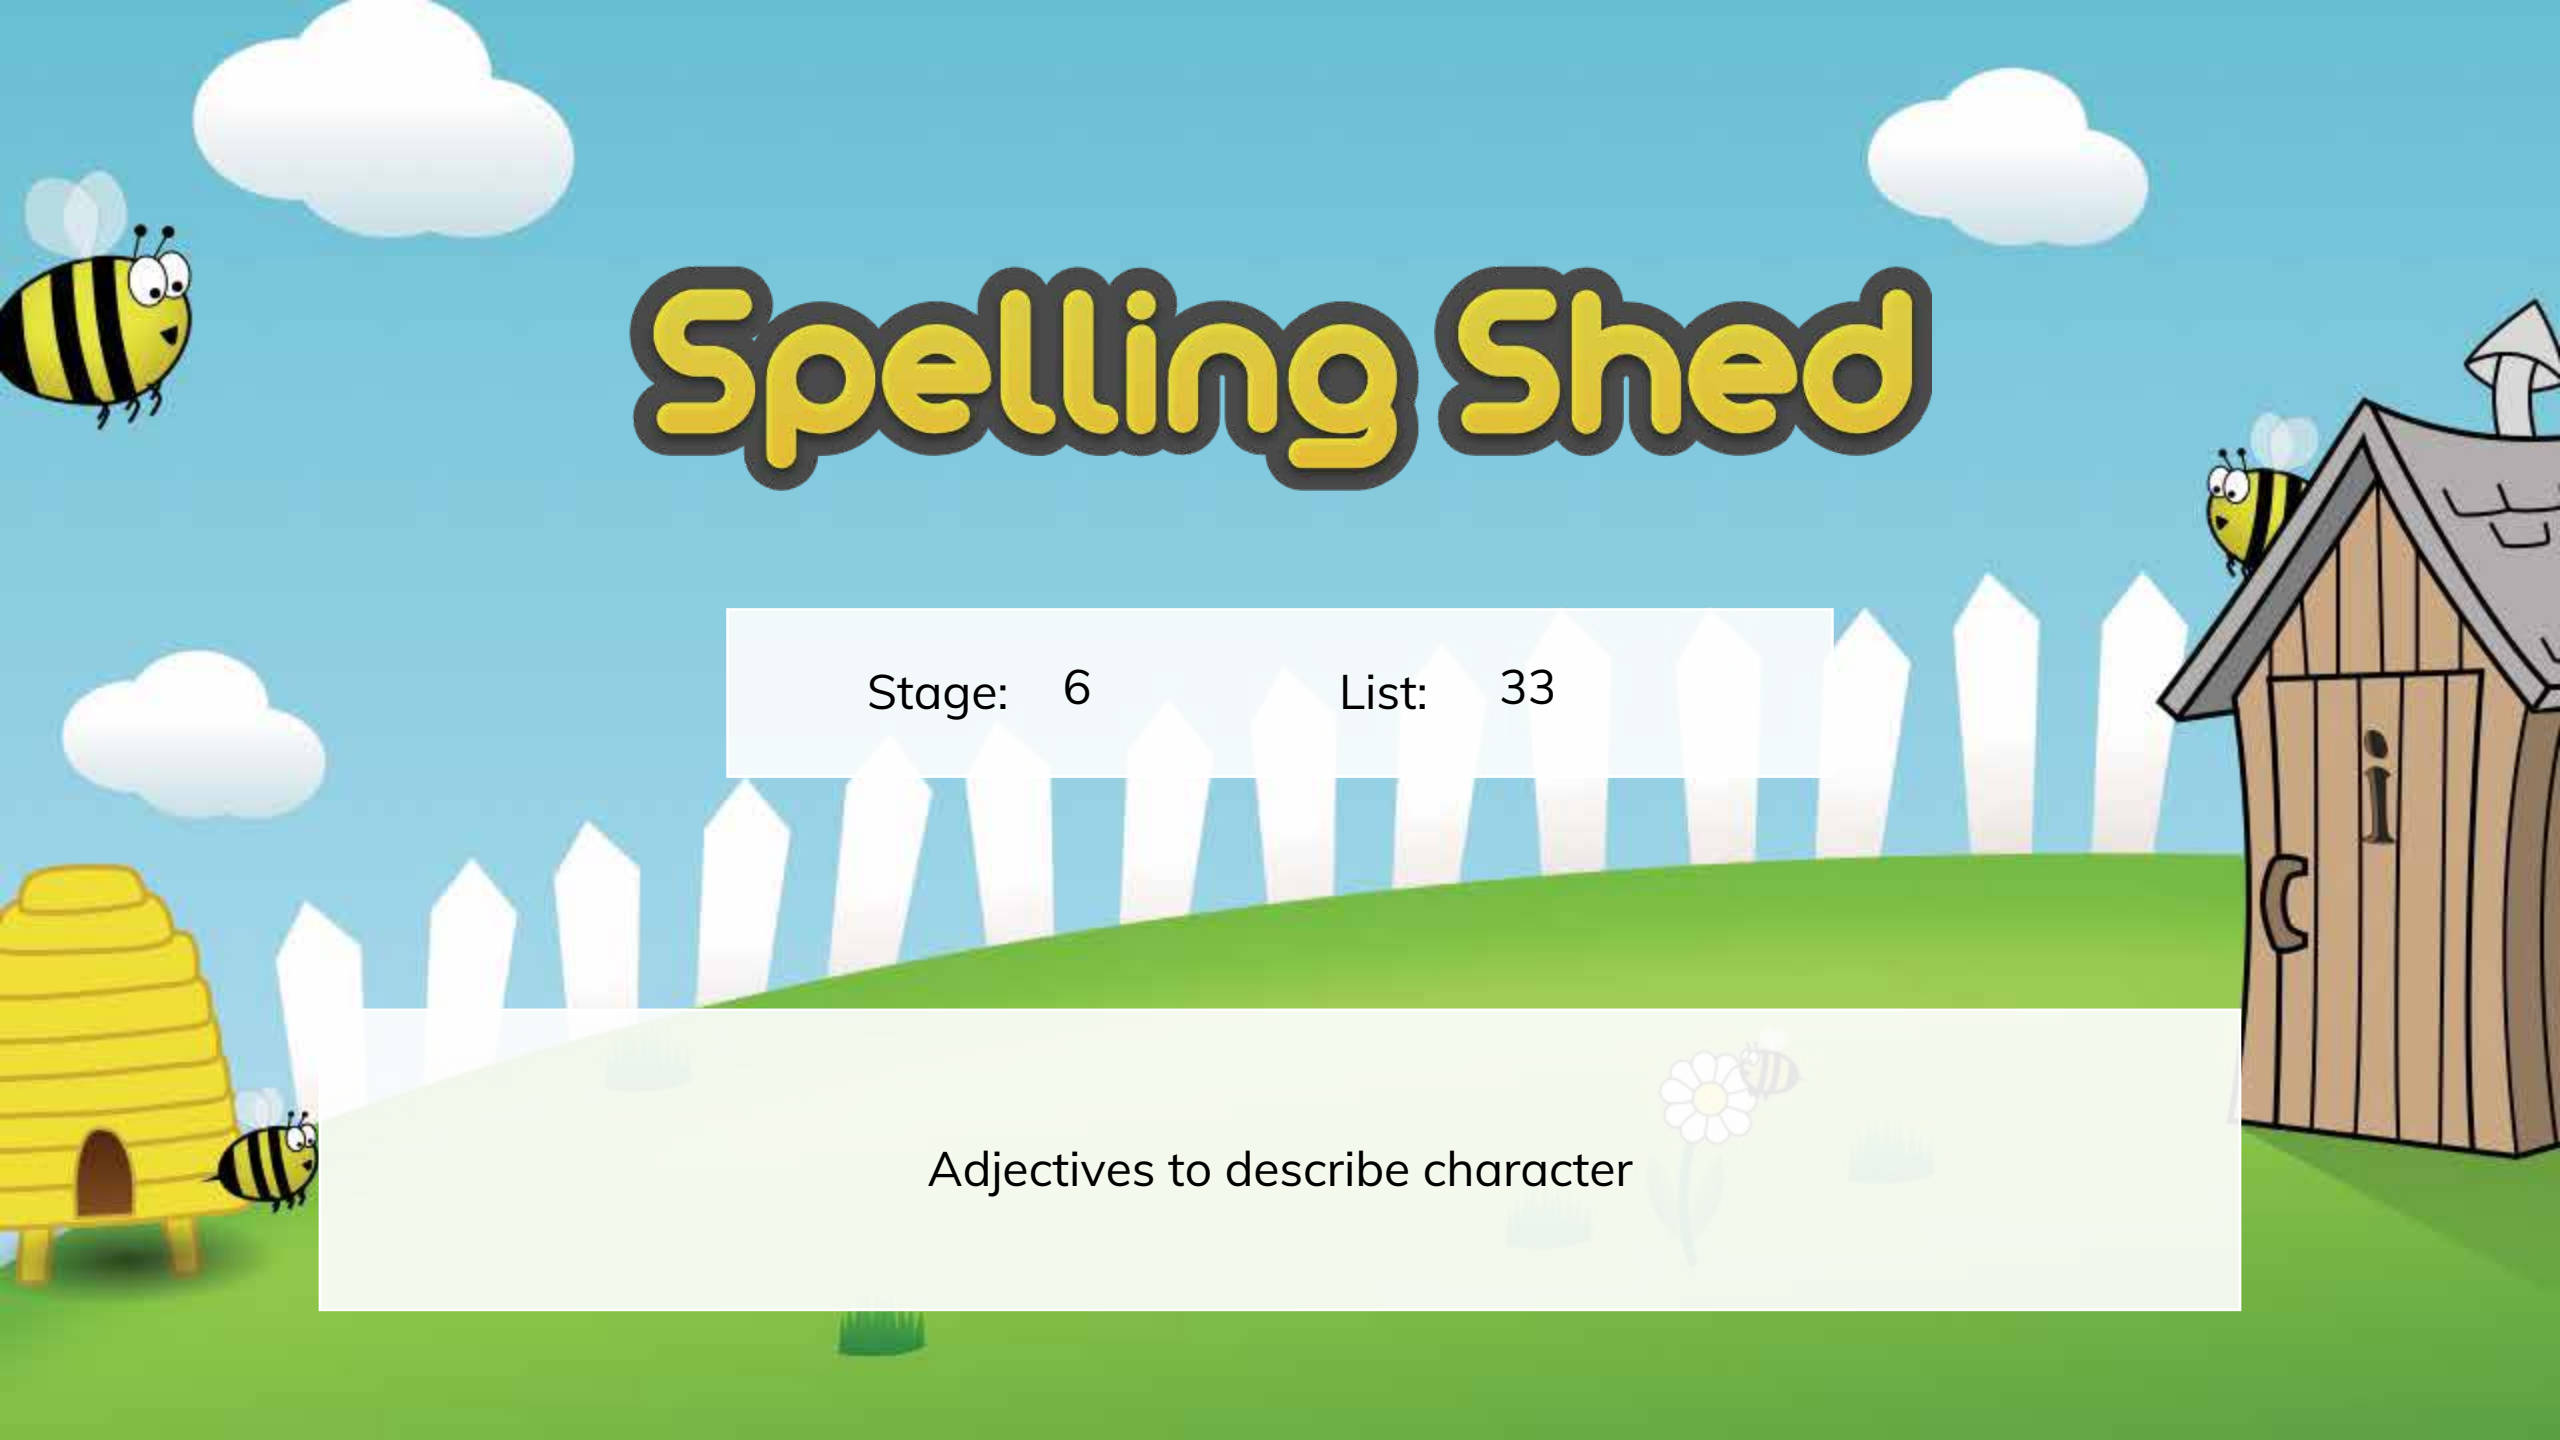 Spelling Shed
Stage: 6 List: 33
i
Adjectives to describe character